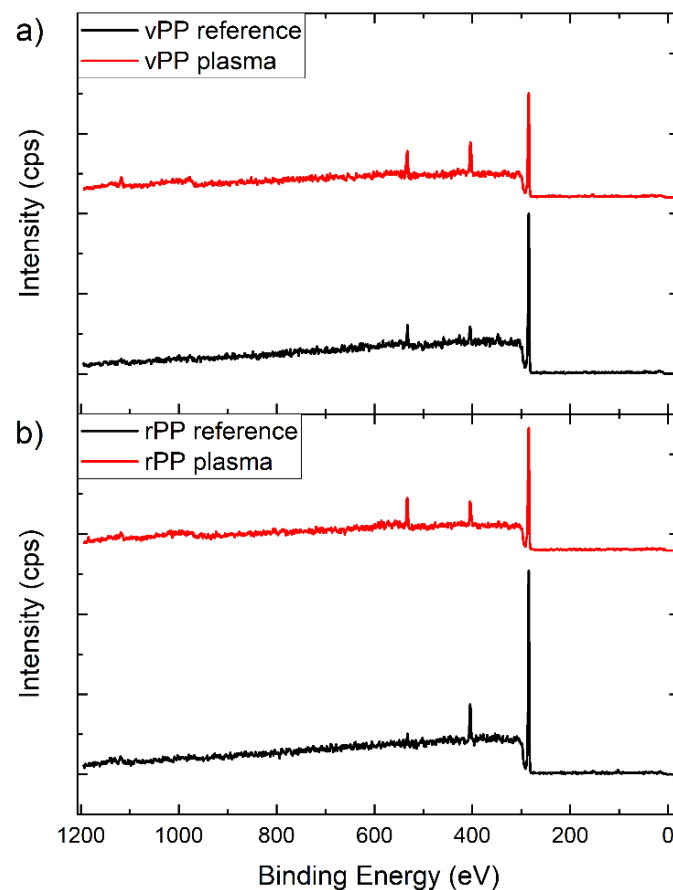 a)
vPP reference
vPP plasma
Intensity (cps)
b)
rPP reference
rPP plasma
Intensity (cps)
1200 1000 800 600 400 200 0
Binding Energy (eV)